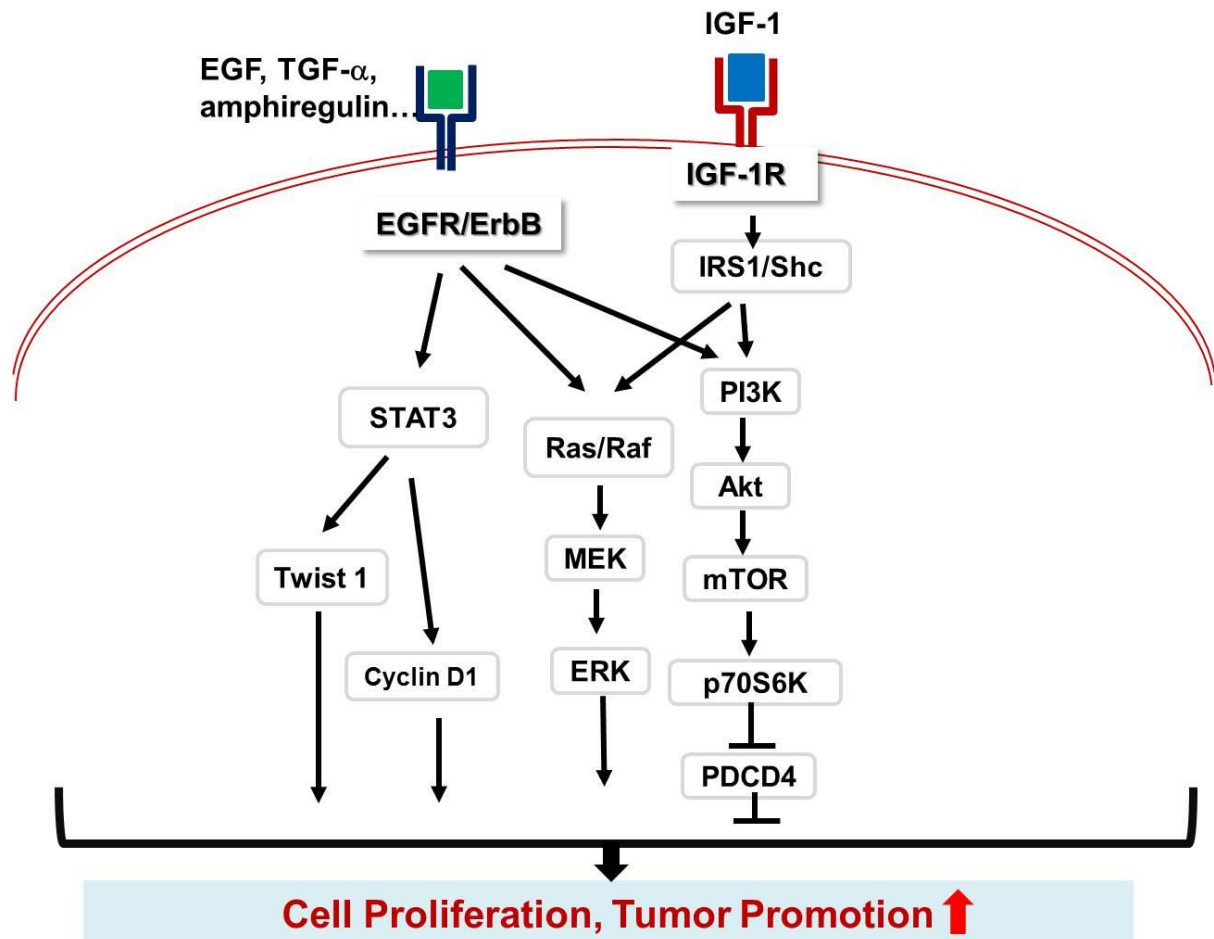 IGF-1
EGF, TGF-α,
amphiregulin…
IGF-1R
EGFR/ErbB
IRS1/Shc
PI3K
STAT3
Ras/Raf
Akt
MEK
Twist 1
mTOR
ERK
Cyclin D1
p70S6K
PDCD4
Cell Proliferation, Tumor Promotion